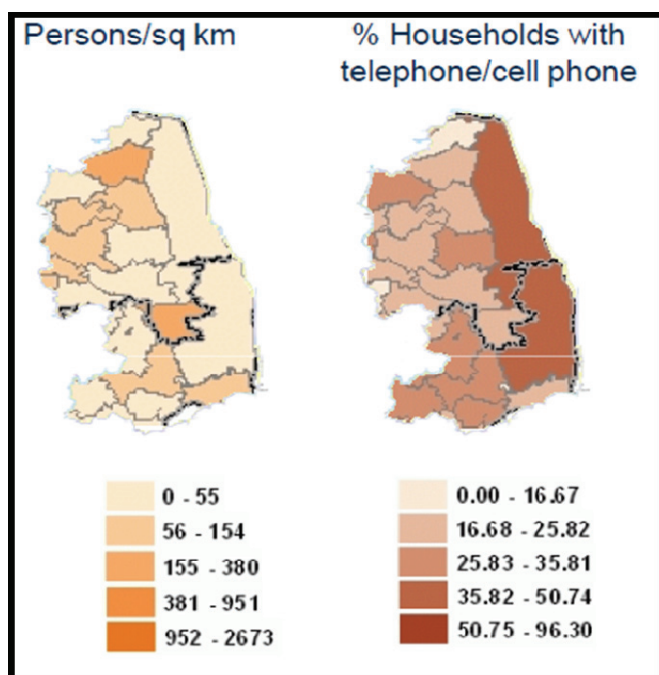 Persons/sq km
% Households with
telephone/cell phone
0 - 55
56 - 154
155 - 380
381 - 951
952 - 2673
0.00 - 16.67
16.68 - 25.82
25.83 - 35.81
35.82 - 50.74
50.75 - 96.30